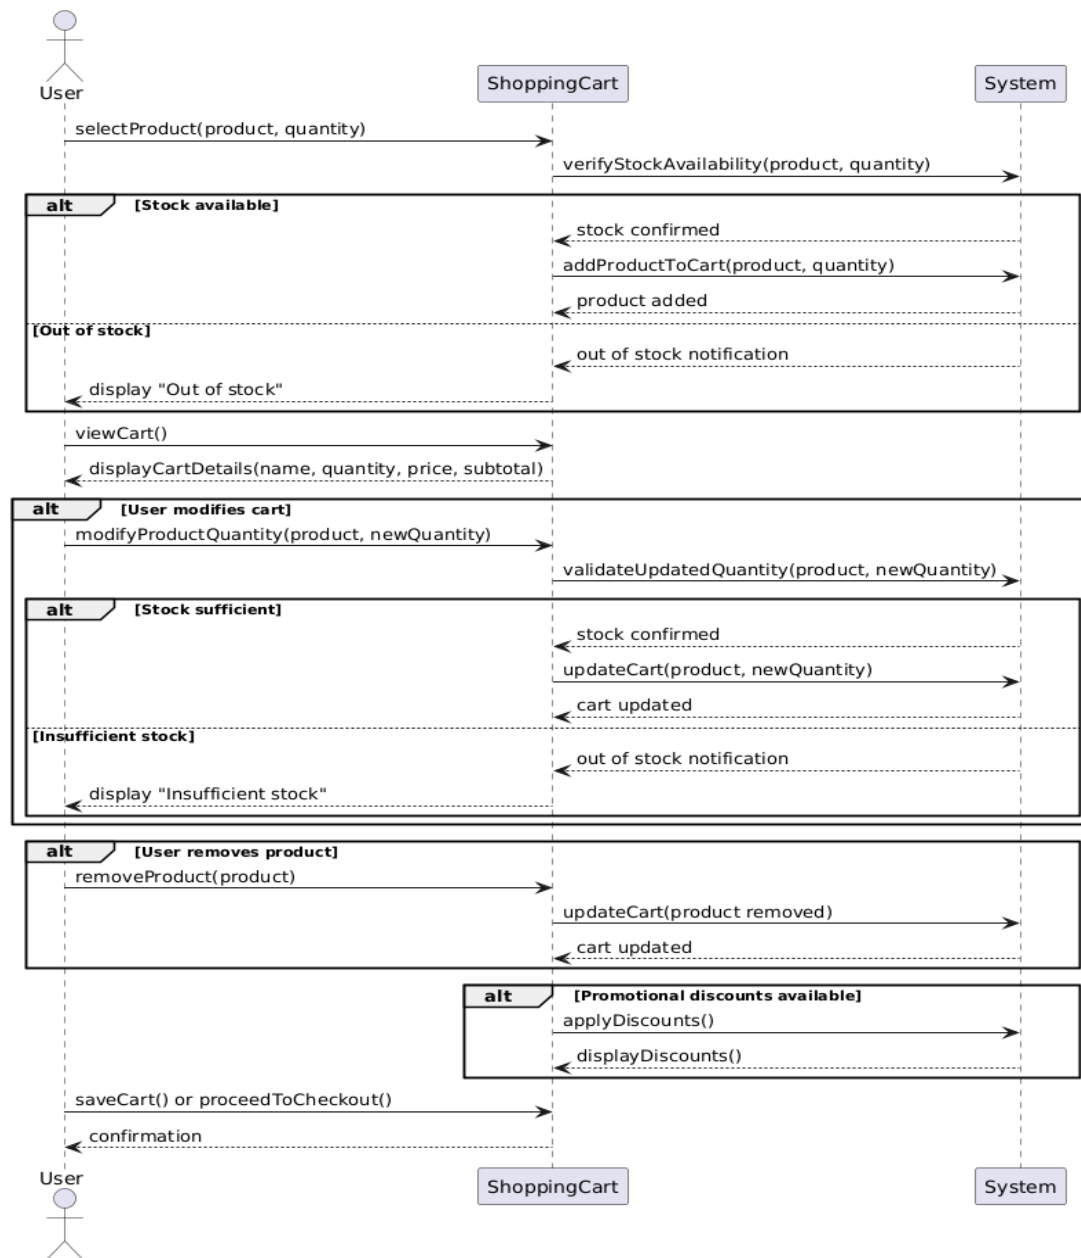 User
ShoppingCart
System
selectProduct(product, quantity)
verifyStockAvailability(product, quantity)
alt [Stock available]
stock confirmed
addProductToCart(product, quantity)
product added
[Out of stock]
out of stock notification
display "Out of stock"
viewCart()
displayCartDetails(name, quantity, price, subtotal)
alt [User modifies cart]
modifyProductQuantity(product, newQuantity)
validateUpdatedQuantity(product, newQuantity)
alt [Stock sufficient]
stock confirmed
updateCart(product, newQuantity)
cart updated
[Insufficient stock]
out of stock notification
display "Insufficient stock"
alt [User removes product]
removeProduct(product)
updateCart(product removed)
cart updated
alt [Promotional discounts available]
applyDiscounts()
displayDiscounts()
saveCart() or proceedToCheckout()
confirmation
User
ShoppingCart
System